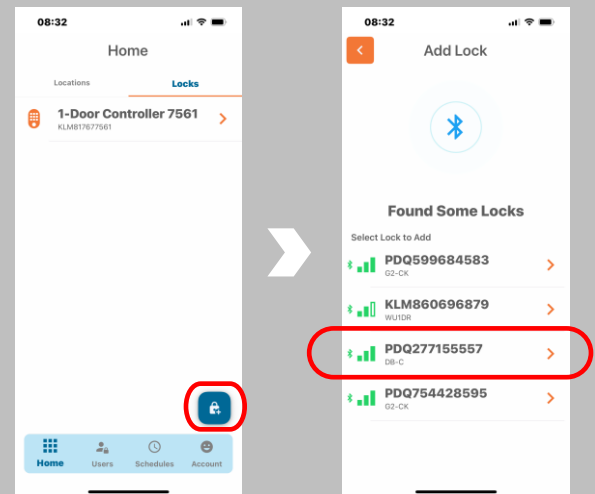 08:32
Home
Locations
Locks
1-Door Controller 7561
KLM817677561
Home
Users
Schedules
Account
08:32
Add Lock
Found Some Locks
Select Lock to Add
PDQ599684583
G2-CK
KLM860696879
WU1DR
PDQ277155557
DB-C
PDQ754428595
G2-CK